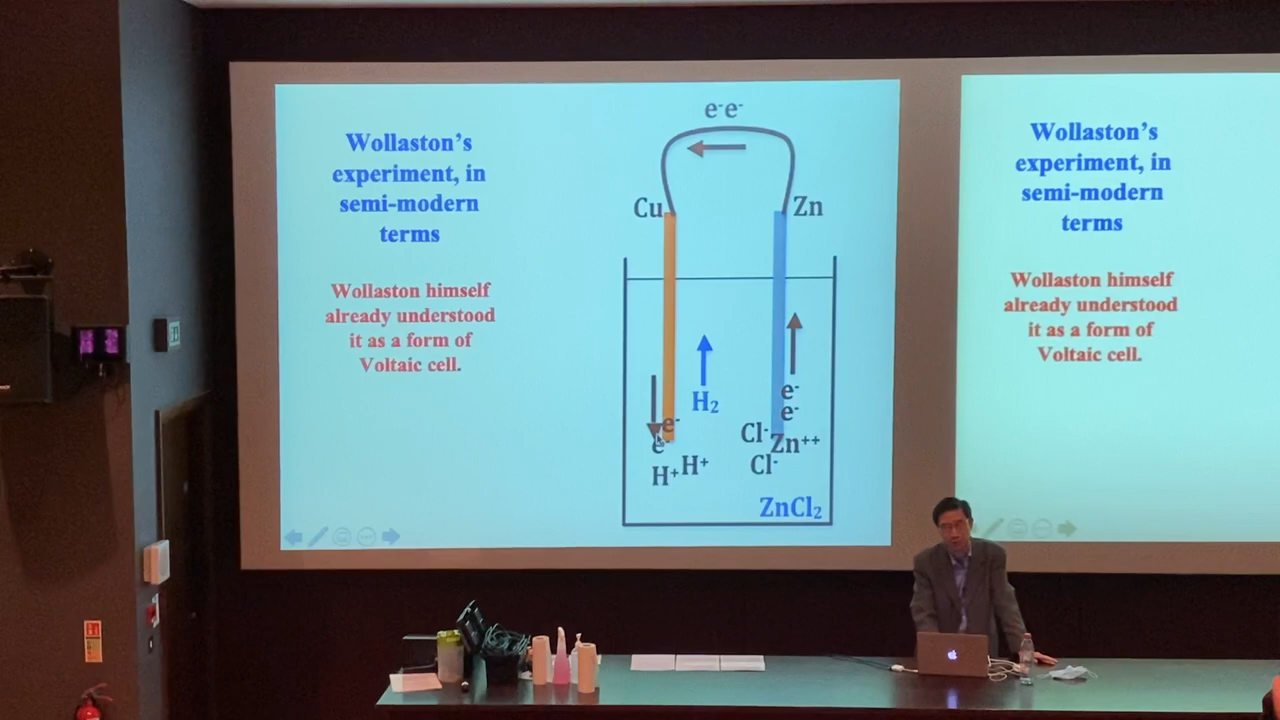 Wollaston's
experiment, in
semi-modern
terms
Wollaston himself
already understood
it as a form of
Voltaic cell.
e⁻e⁻
Cu
Zn
H₂
e⁻
e⁻
e⁻
e⁻
H⁺H⁺
Cl⁻
Zn⁺⁺
Cl⁻
ZnCl₂
Wollaston's
experiment, in
semi-modern
terms
Wollaston himself
already understood
it as a form of
Voltaic cell.